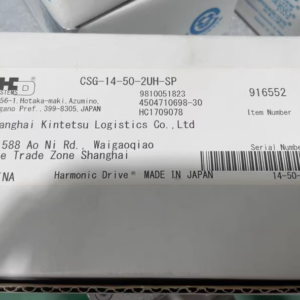 CSG-14-50-2UH-SP
9810051823
916552
-1, Hotaka-maki, Azumino,
4504710698-30
Pref., 399-8305, JAPAN
HC1709078
Item Number
Kintetsu Logistics Co., Ltd
588 Ao Ni Rd., Waigaoqiao
Serial Number
Trade Zone Shanghai
Harmonic Drive® MADE IN JAPAN
14-50-